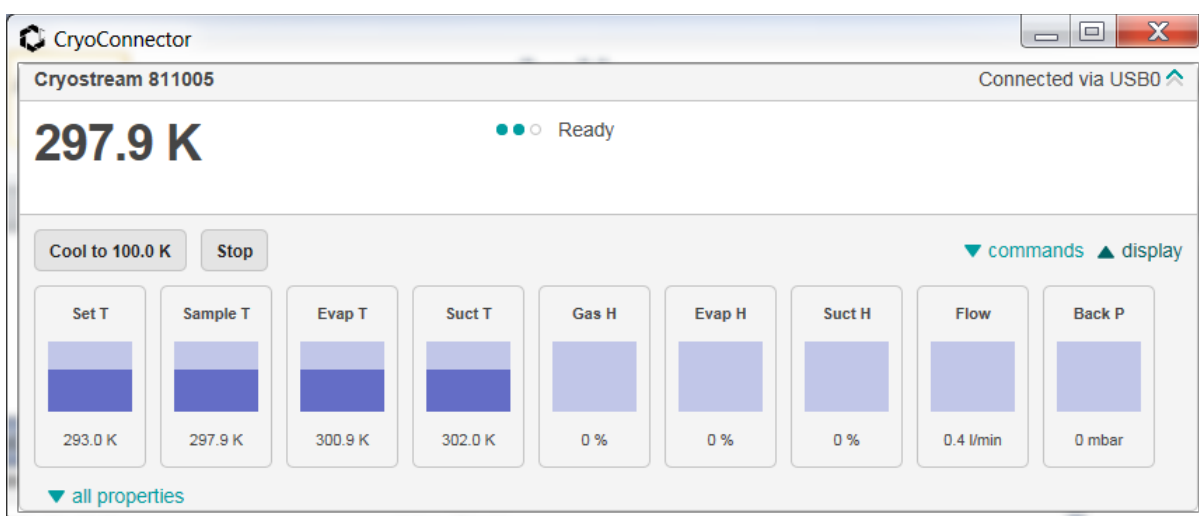 CryoConnector
Cryostream 811005 Connected via USB0
297.9 K Ready
Cool to 100.0 K Stop commands display
Set T Sample T Evap T Suct T Gas H Evap H Suct H Flow Back P
293.0 K 297.9 K 300.9 K 302.0 K 0 % 0 % 0 % 0.4 l/min 0 mbar
all properties